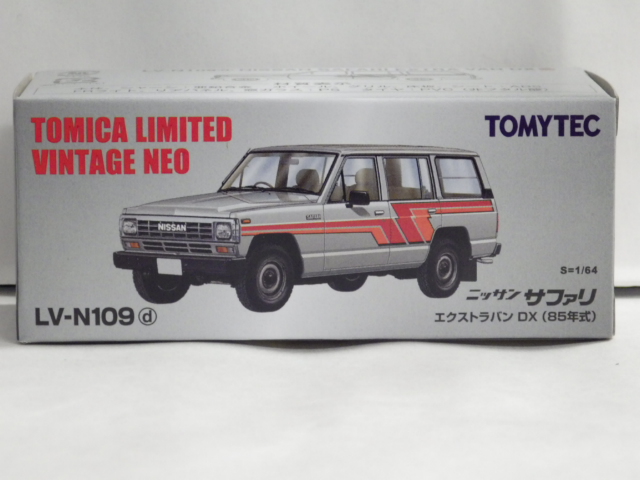 TOMICA LIMITED
VINTAGE NEO
TOMYTEC
NISSAN
S=1/64
LV-N109 d
ニッサン サファリ
エクストラバン DX (85年式)